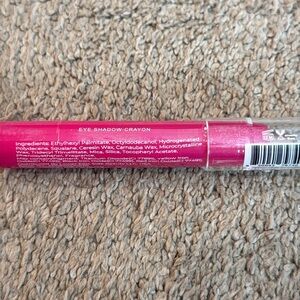 EYE SHADOW CRAYON
Ingredients: Ethylhexyl Palmitate, Octyldodecanol, Hydrogenated
Polydecene, Squalane, Ceresin Wax, Carnauba Wax, Microcrystalline
Wax, Tridecyl Trimellitate, Mica, Silica, Tocopheryl Acetate,
Phenoxyethanol, Fragrance.